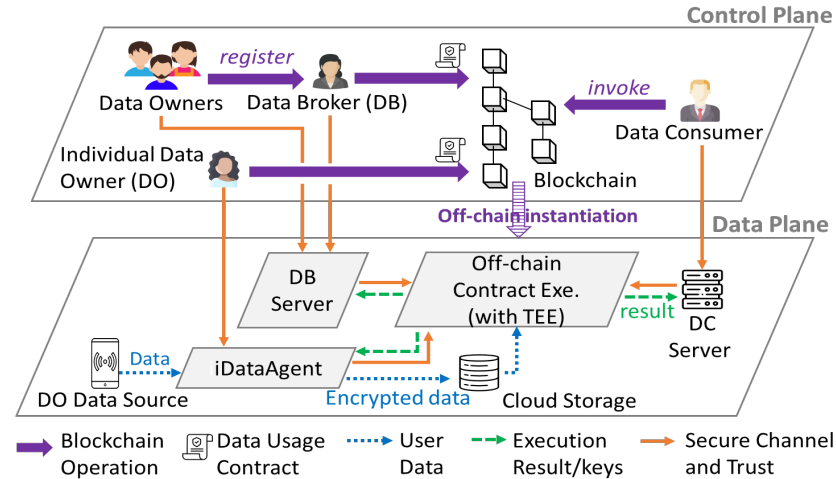 Control Plane
register
Data Owners
Data Broker (DB)
invoke
Data Consumer
Individual Data
Owner (DO)
Blockchain
Off-chain instantiation
Data Plane
DB
Server
Off-chain
Contract Exe.
(with TEE)
result
DC
Server
Data
iDataAgent
DO Data Source
Encrypted data
Cloud Storage
Blockchain
Operation
Data Usage
Contract
User
Data
Execution
Result/keys
Secure Channel
and Trust